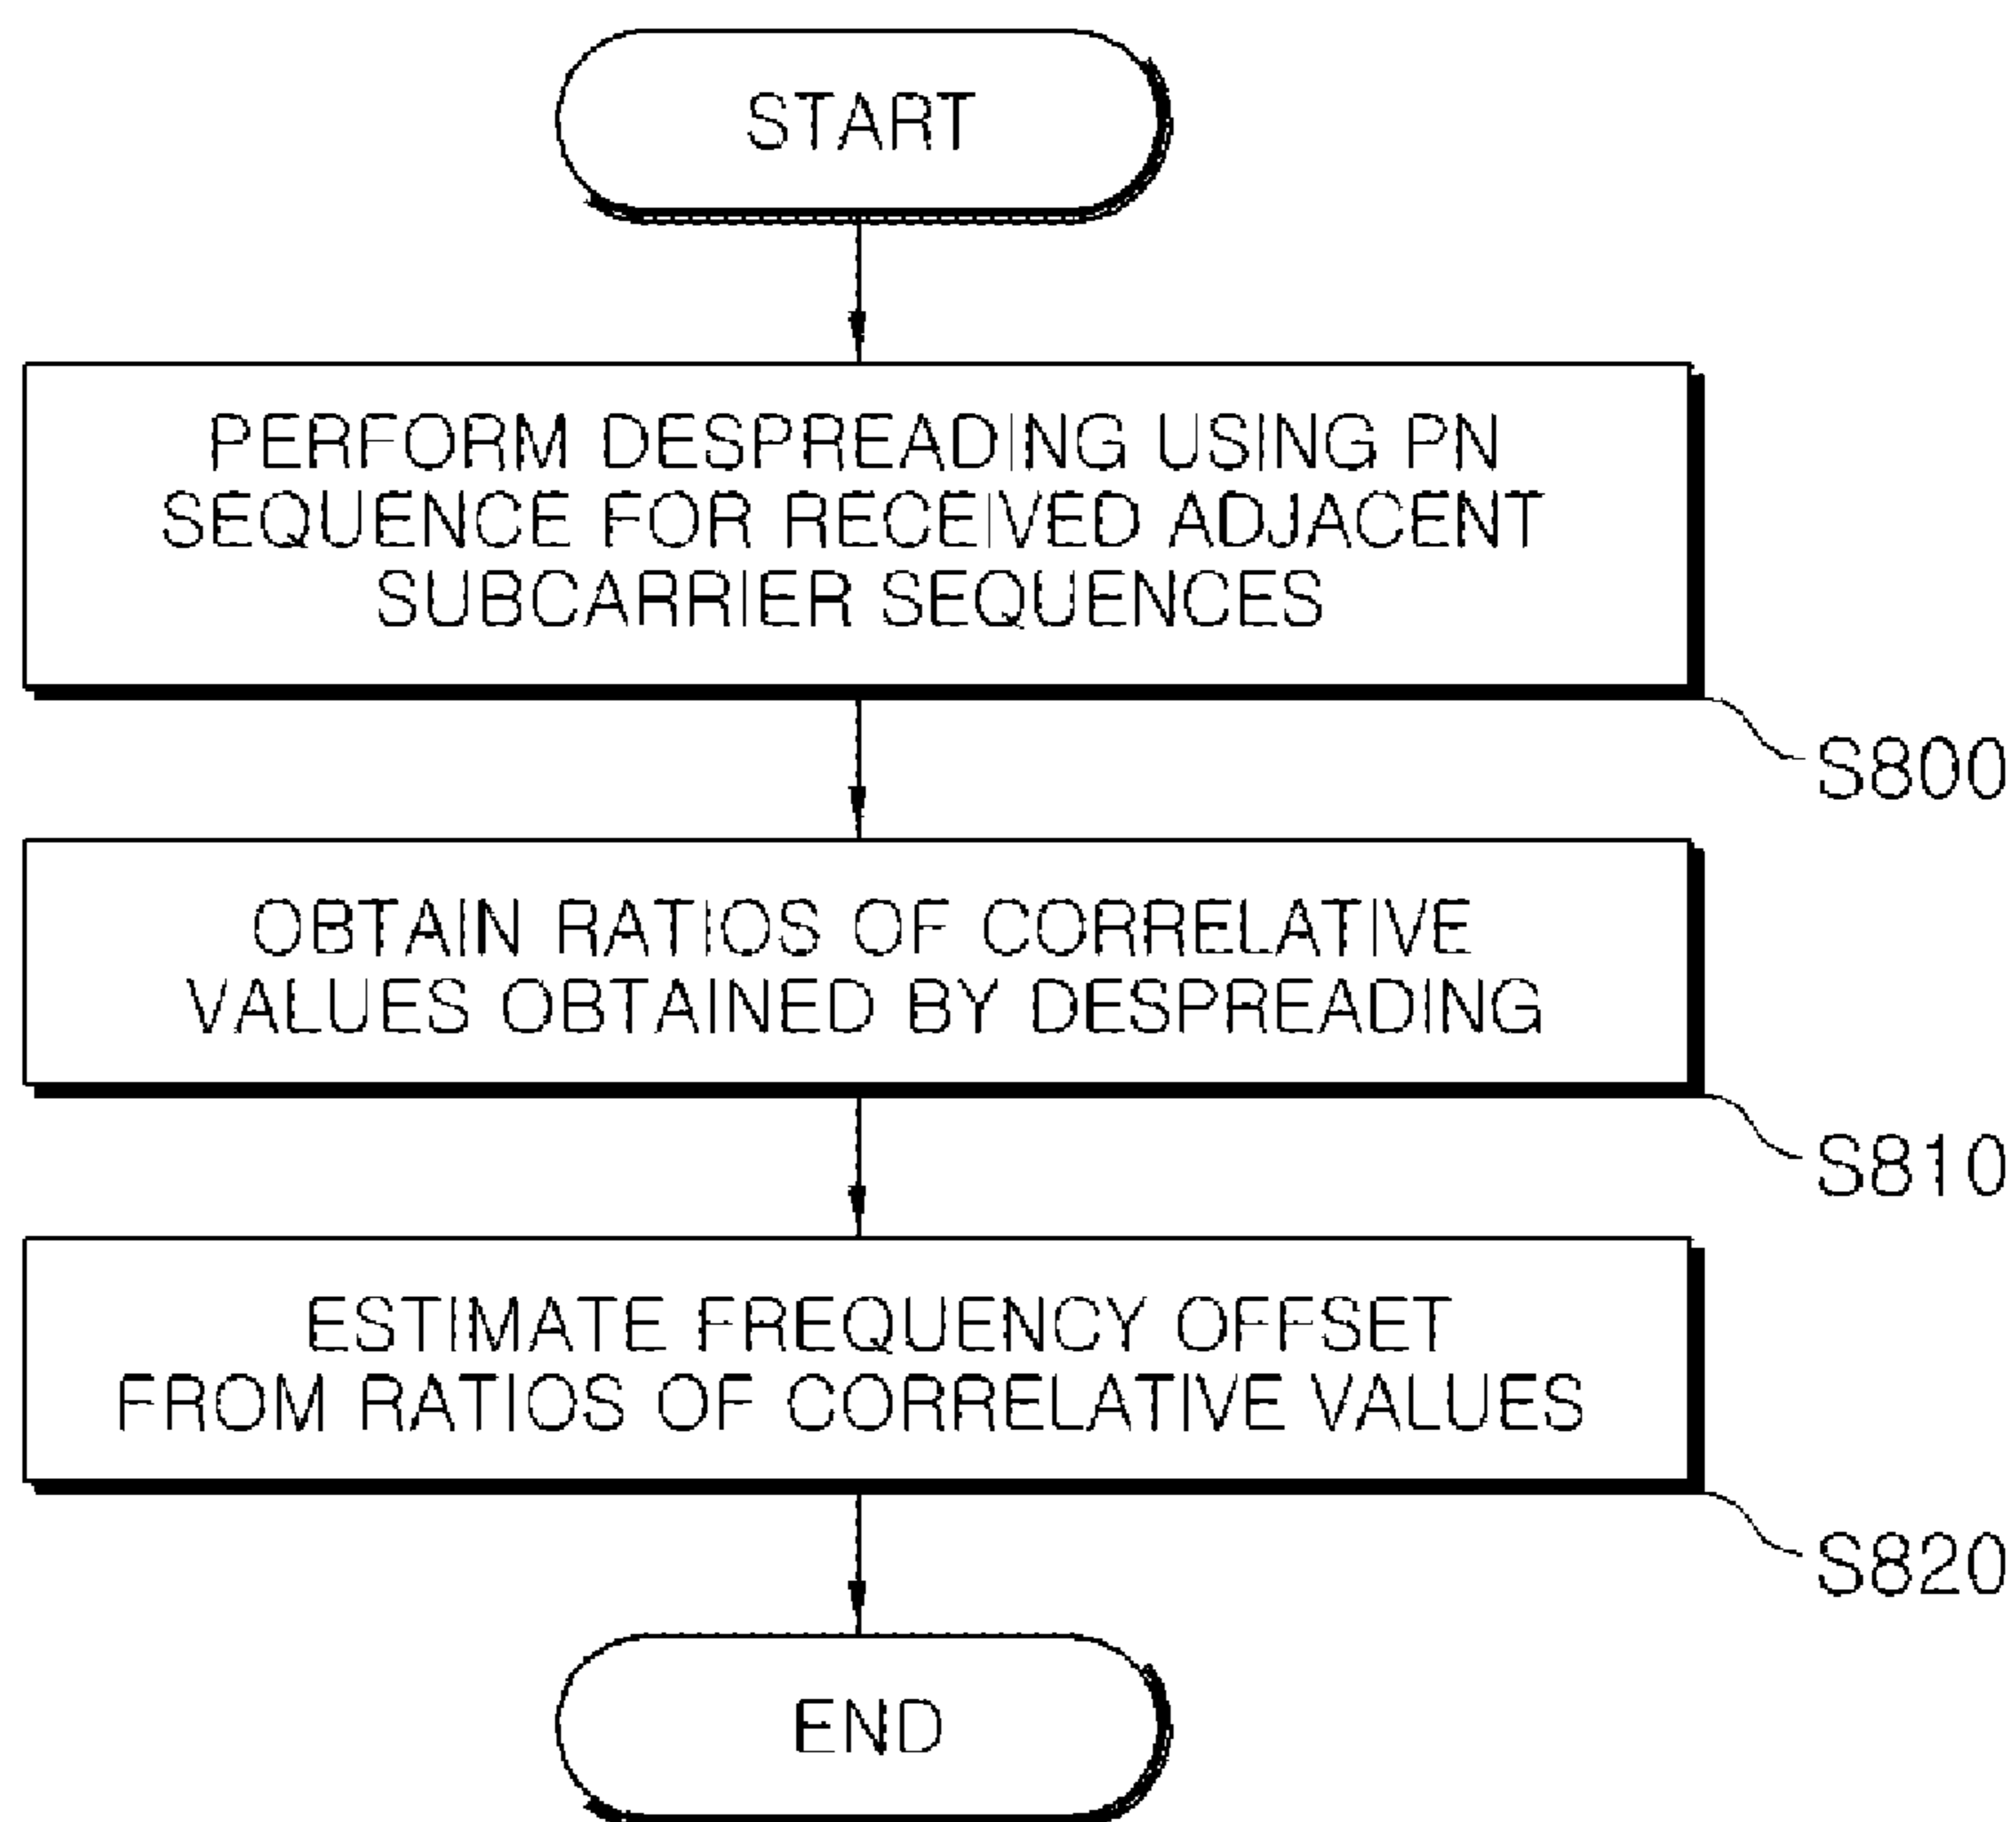 START
PERFORM DESPREADING USING PN
SEQUENCE FOR RECEIVED ADJACENT
SUBCARRIER SEQUENCES
S800
OBTAIN RATIOS OF CORRELATIVE
VALUES OBTAINED BY DESPREADING
S810
ESTIMATE FREQUENCY OFFSET
FROM RATIOS OF CORRELATIVE VALUES
S820
END